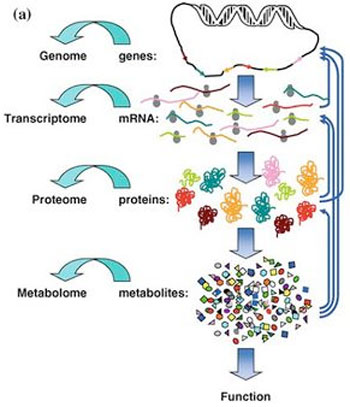 (a)
Genome genes:
Transcriptome mRNA:
Proteome proteins:
Metabolome metabolites:
Function